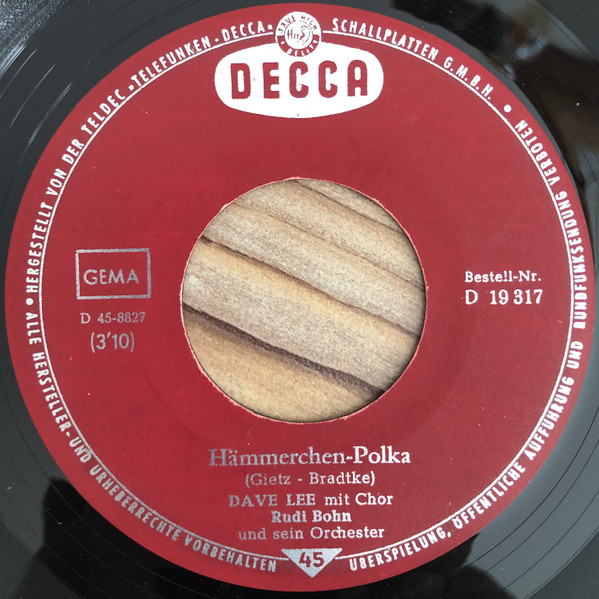 • HERGESTELLT VON DER TELDEC „TELEFUNKEN-DECCA“ SCHALLPLATTEN G.M.B.H. •
DECCA
GEMA
D 45-8827
(3'10)
Bestell-Nr.
D 19 317
Hämmerchen-Polka
(Gietz - Bradtke)
DAVE LEE mit Chor
Rudi Bohn
und sein Orchester
45
ALLE HERSTELLER- UND URHEBERRECHTE VORBEHALTEN
ÜBERSPIELUNG, ÖFFENTLICHE AUFFÜHRUNG UND RUNDFUNKSENDUNG VERBOTEN